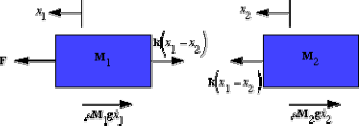 x₁ x₂
k(x₁ − x₂)
F M₁ M₂
k(x₁ − x₂)
μM₁gẋ₁ μM₂gẋ₂